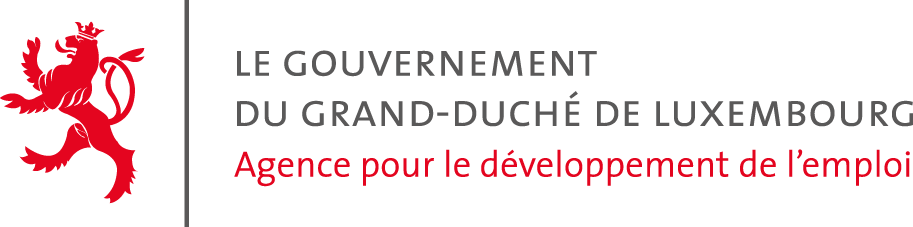 LE GOUVERNEMENT
DU GRAND-DUCHÉ DE LUXEMBOURG
Agence pour le développement de l’emploi